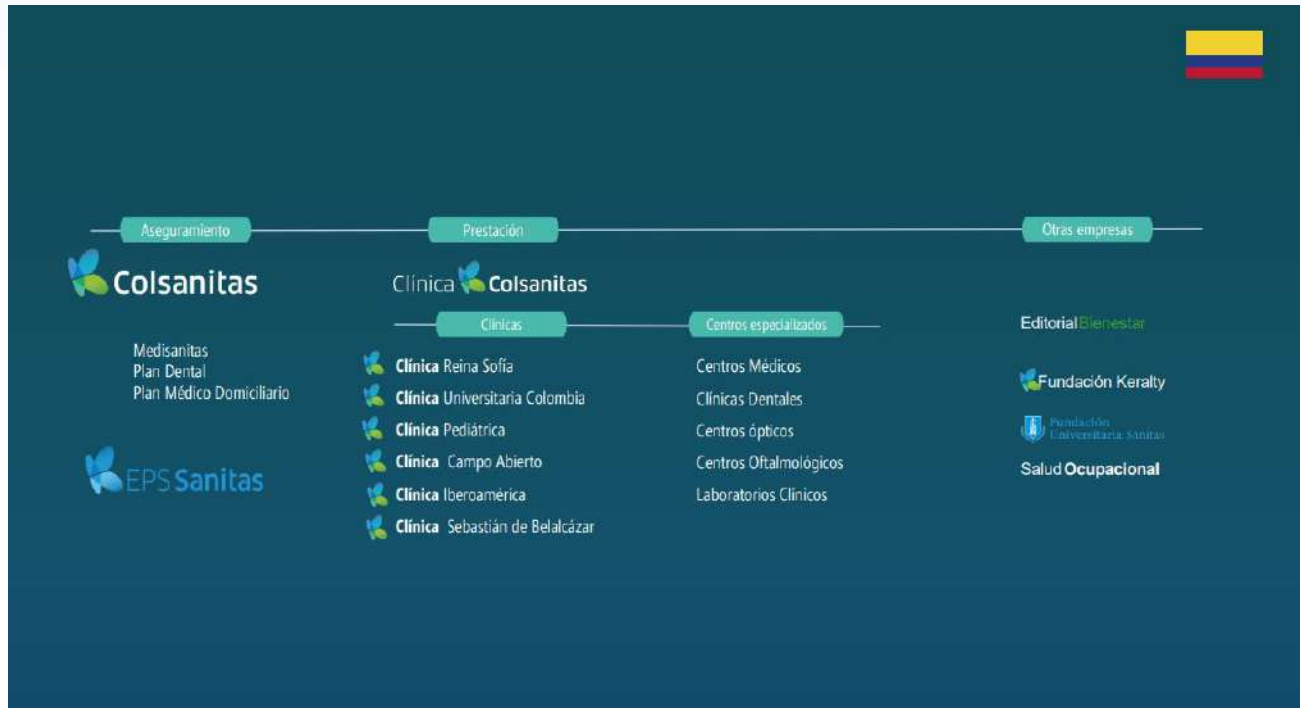 Aseguramiento
Prestación
Otras empresas
Colsanitas
Medisanitas
Plan Dental
Plan Médico Domiciliario
EPS Sanitas
Clínica Colsanitas
Clínicas
Clínica Reina Sofía
Clínica Universitaria Colombia
Clínica Pediátrica
Clínica Campo Abierto
Clínica Iberoamérica
Clínica Sebastián de Belalcázar
Centros especializados
Centros Médicos
Clínicas Dentales
Centros ópticos
Centros Oftalmológicos
Laboratorios Clínicos
EditorialBienestar
Fundación Keralty
Fundación
Universitaria Sanitas
Salud Ocupacional